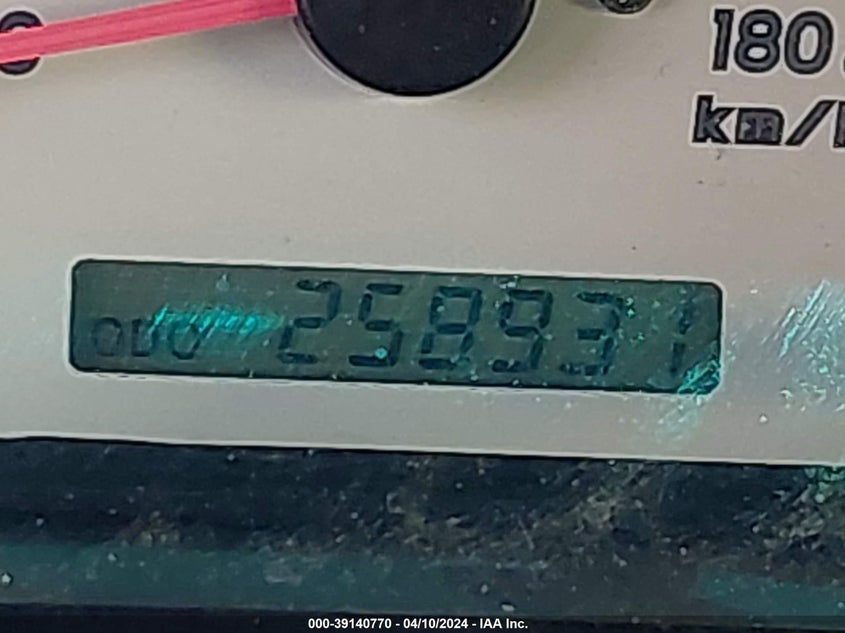 180
km/
ODO 258931
000-39140770 - 04/10/2024 - IAA Inc.